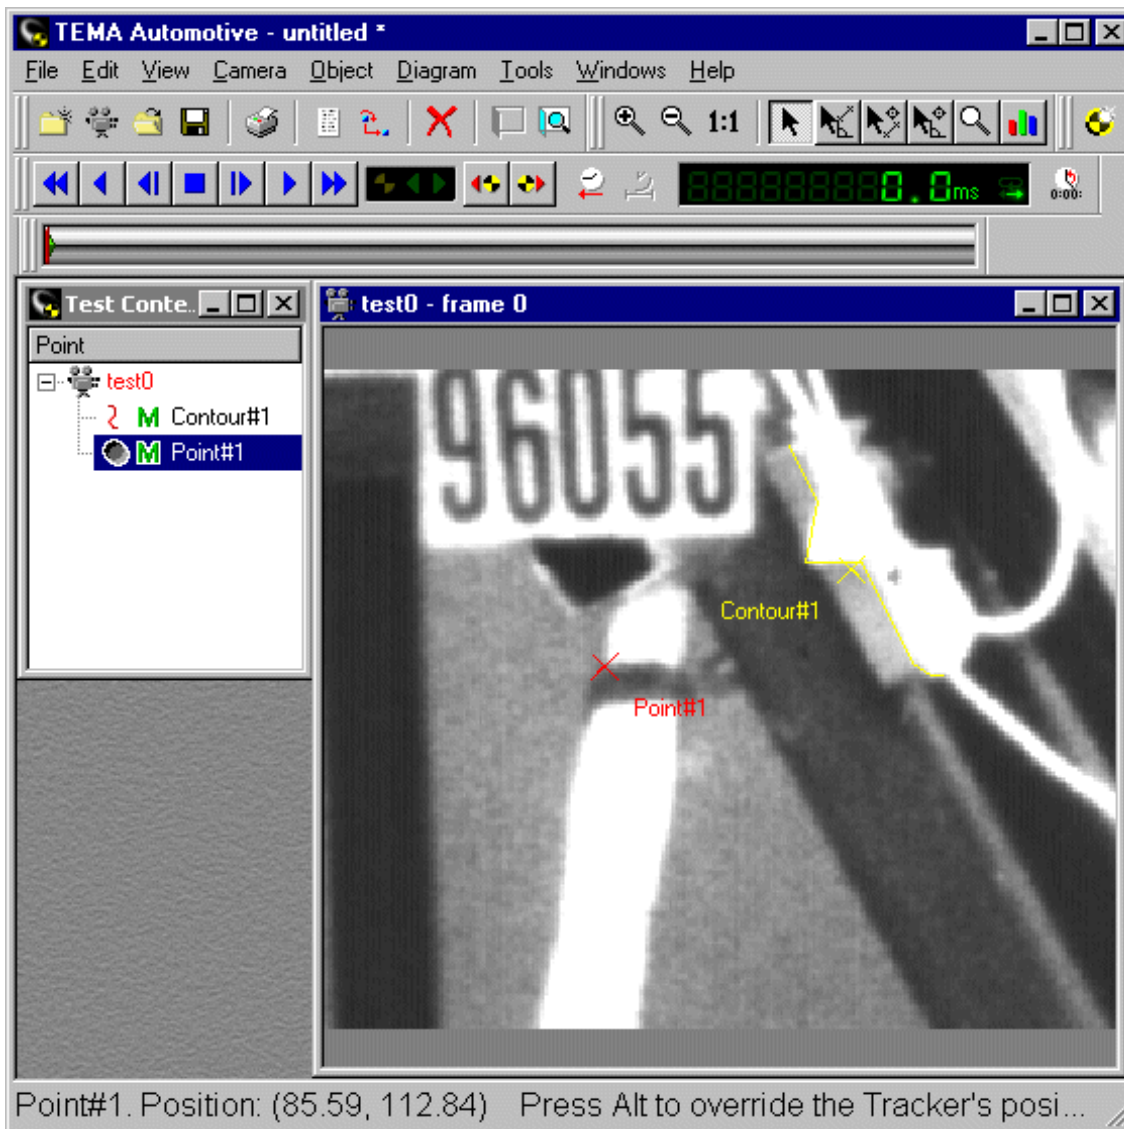 TEMA Automotive - untitled *
File Edit View Camera Object Diagram Tools Windows Help
1:1
0.0ms
0:00:
Test Conte..
test0 - frame 0
Point
test0
M Contour#1
M Point#1
96055
Contour#1
Point#1
Point#1. Position: (85.59, 112.84) Press Alt to override the Tracker's posi...